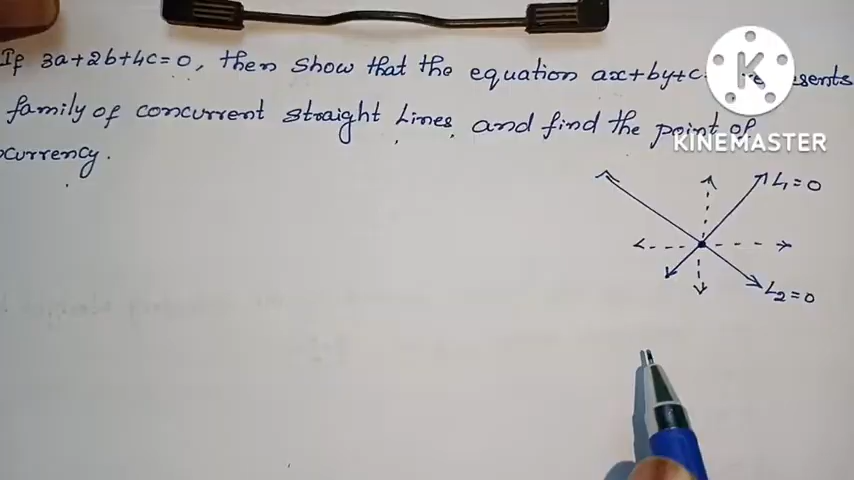 If 3a+2b+4c=0, then show that the equation ax+by+c
family of concurrent straight Lines, and find the point of
currency.
K
KINEMASTER
L₁=0
L₂=0